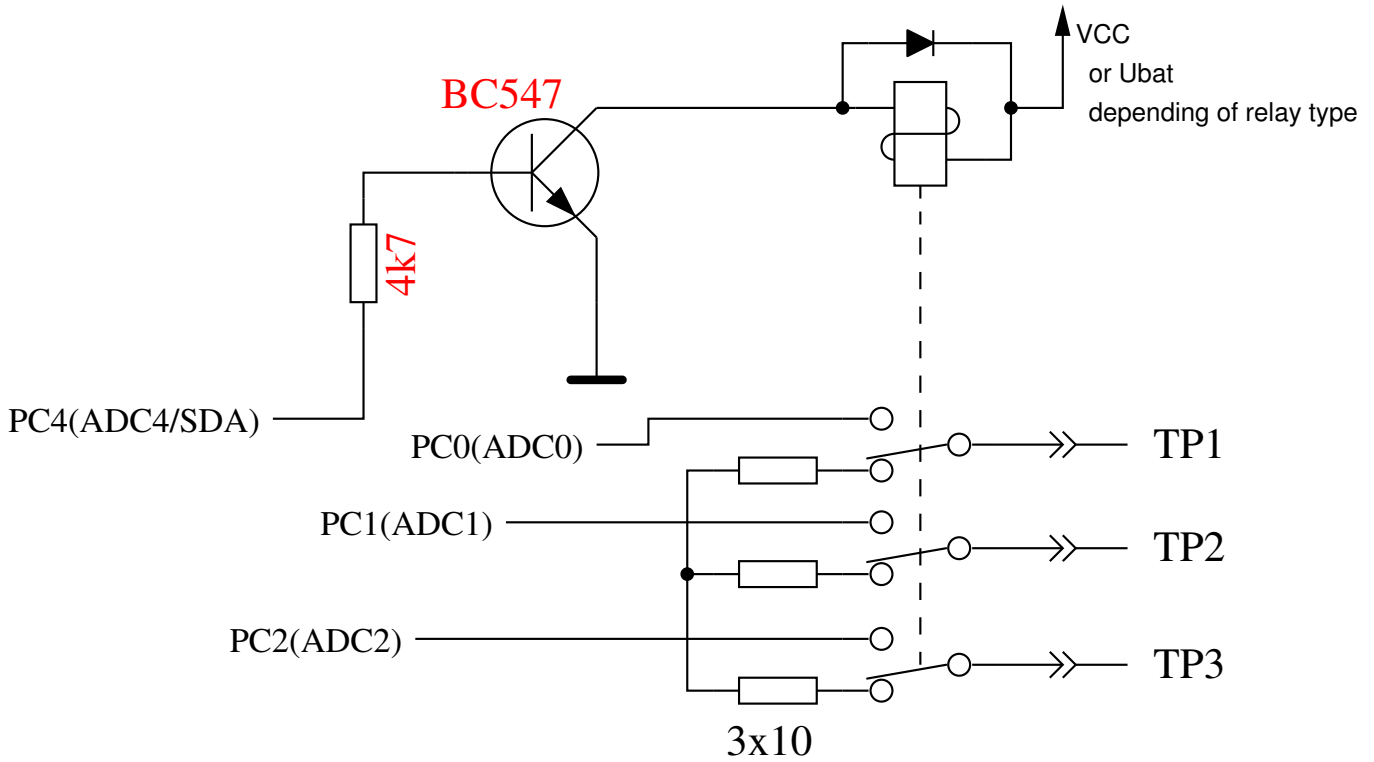 VCC
or Ubat
depending of relay type
BC547
4k7
PC4(ADC4/SDA)
PC0(ADC0)
TP1
PC1(ADC1)
TP2
PC2(ADC2)
TP3
3x10